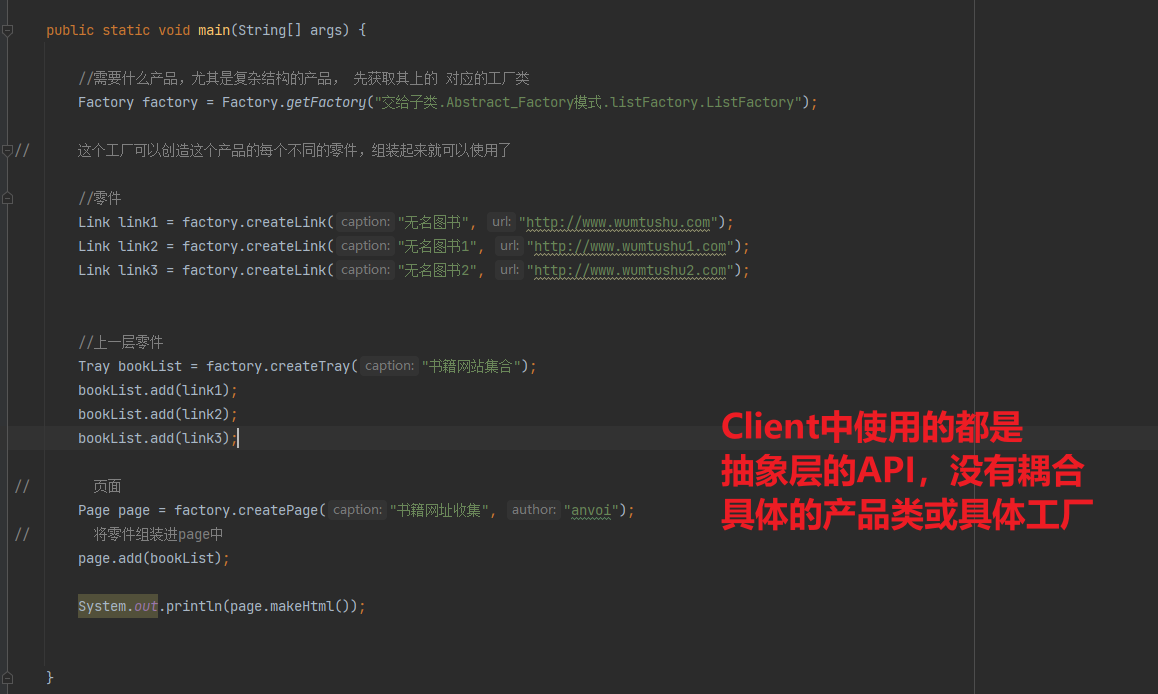 public static void main(String[] args) {
//需要什么产品，尤其是复杂结构的产品， 先获取其上的 对应的工厂类
Factory factory = Factory.getFactory("交给子类.Abstract_Factory模式.listFactory.ListFactory");
// 这个工厂可以创造这个产品的每个不同的零件，组装起来就可以使用了
//零件
Link link1 = factory.createLink( caption: "无名图书", url: "http://www.wumtushu.com");
Link link2 = factory.createLink( caption: "无名图书1", url: "http://www.wumtushu1.com");
Link link3 = factory.createLink( caption: "无名图书2", url: "http://www.wumtushu2.com");
//上一层零件
Tray bookList = factory.createTray( caption: "书籍网站集合");
bookList.add(link1);
bookList.add(link2);
bookList.add(link3);
Client中使用的都是
抽象层的API，没有耦合
具体的产品类或具体工厂
// 页面
Page page = factory.createPage( caption: "书籍网址收集", author: "anvoi");
// 将零件组装进page中
page.add(bookList);
System.out.println(page.makeHtml());
}